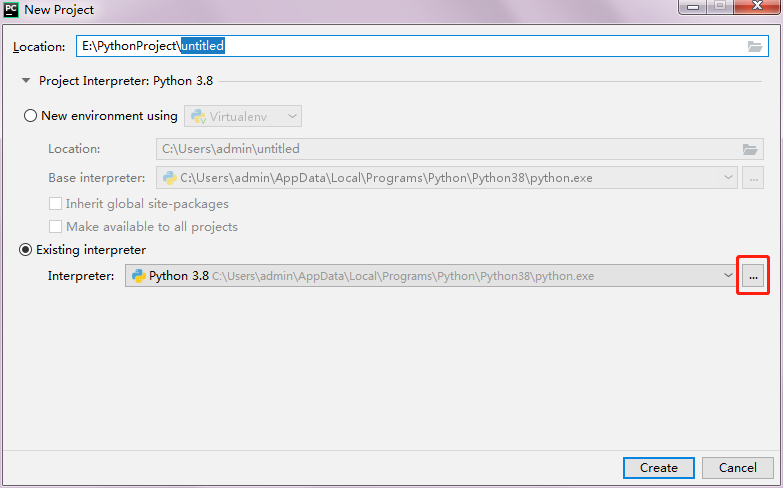 PC New Project
Location: E:\PythonProject\untitled
Project Interpreter: Python 3.8
New environment using Virtualenv
Location: C:\Users\admin\untitled
Base interpreter: C:\Users\admin\AppData\Local\Programs\Python\Python38\python.exe ...
Inherit global site-packages
Make available to all projects
Existing interpreter
Interpreter: Python 3.8 C:\Users\admin\AppData\Local\Programs\Python\Python38\python.exe ...
Create Cancel